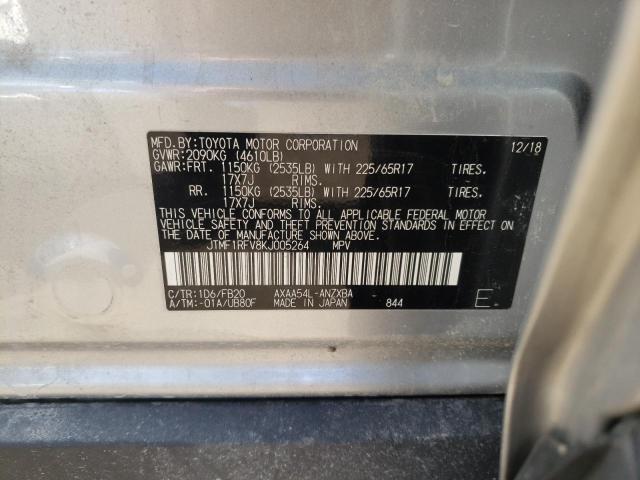 MFD.BY:TOYOTA MOTOR CORPORATION 12/18
GVWR:2090KG (4610LB)
GAWR:FRT. 1150KG (2535LB) WITH 225/65R17 TIRES.
17X7J RIMS.
RR. 1150KG (2535LB) WITH 225/65R17 TIRES.
17X7J RIMS.
THIS VEHICLE CONFORMS TO ALL APPLICABLE FEDERAL MOTOR
VEHICLE SAFETY AND THEFT PREVENTION STANDARDS IN EFFECT ON
THE DATE OF MANUFACTURE SHOWN ABOVE.
JTMF1RFV8KJ005264 MPV
C/TR:1D6/FB20 AXAA54L-ANZXBA
A/TM:-01A/UB80F MADE IN JAPAN 844 E